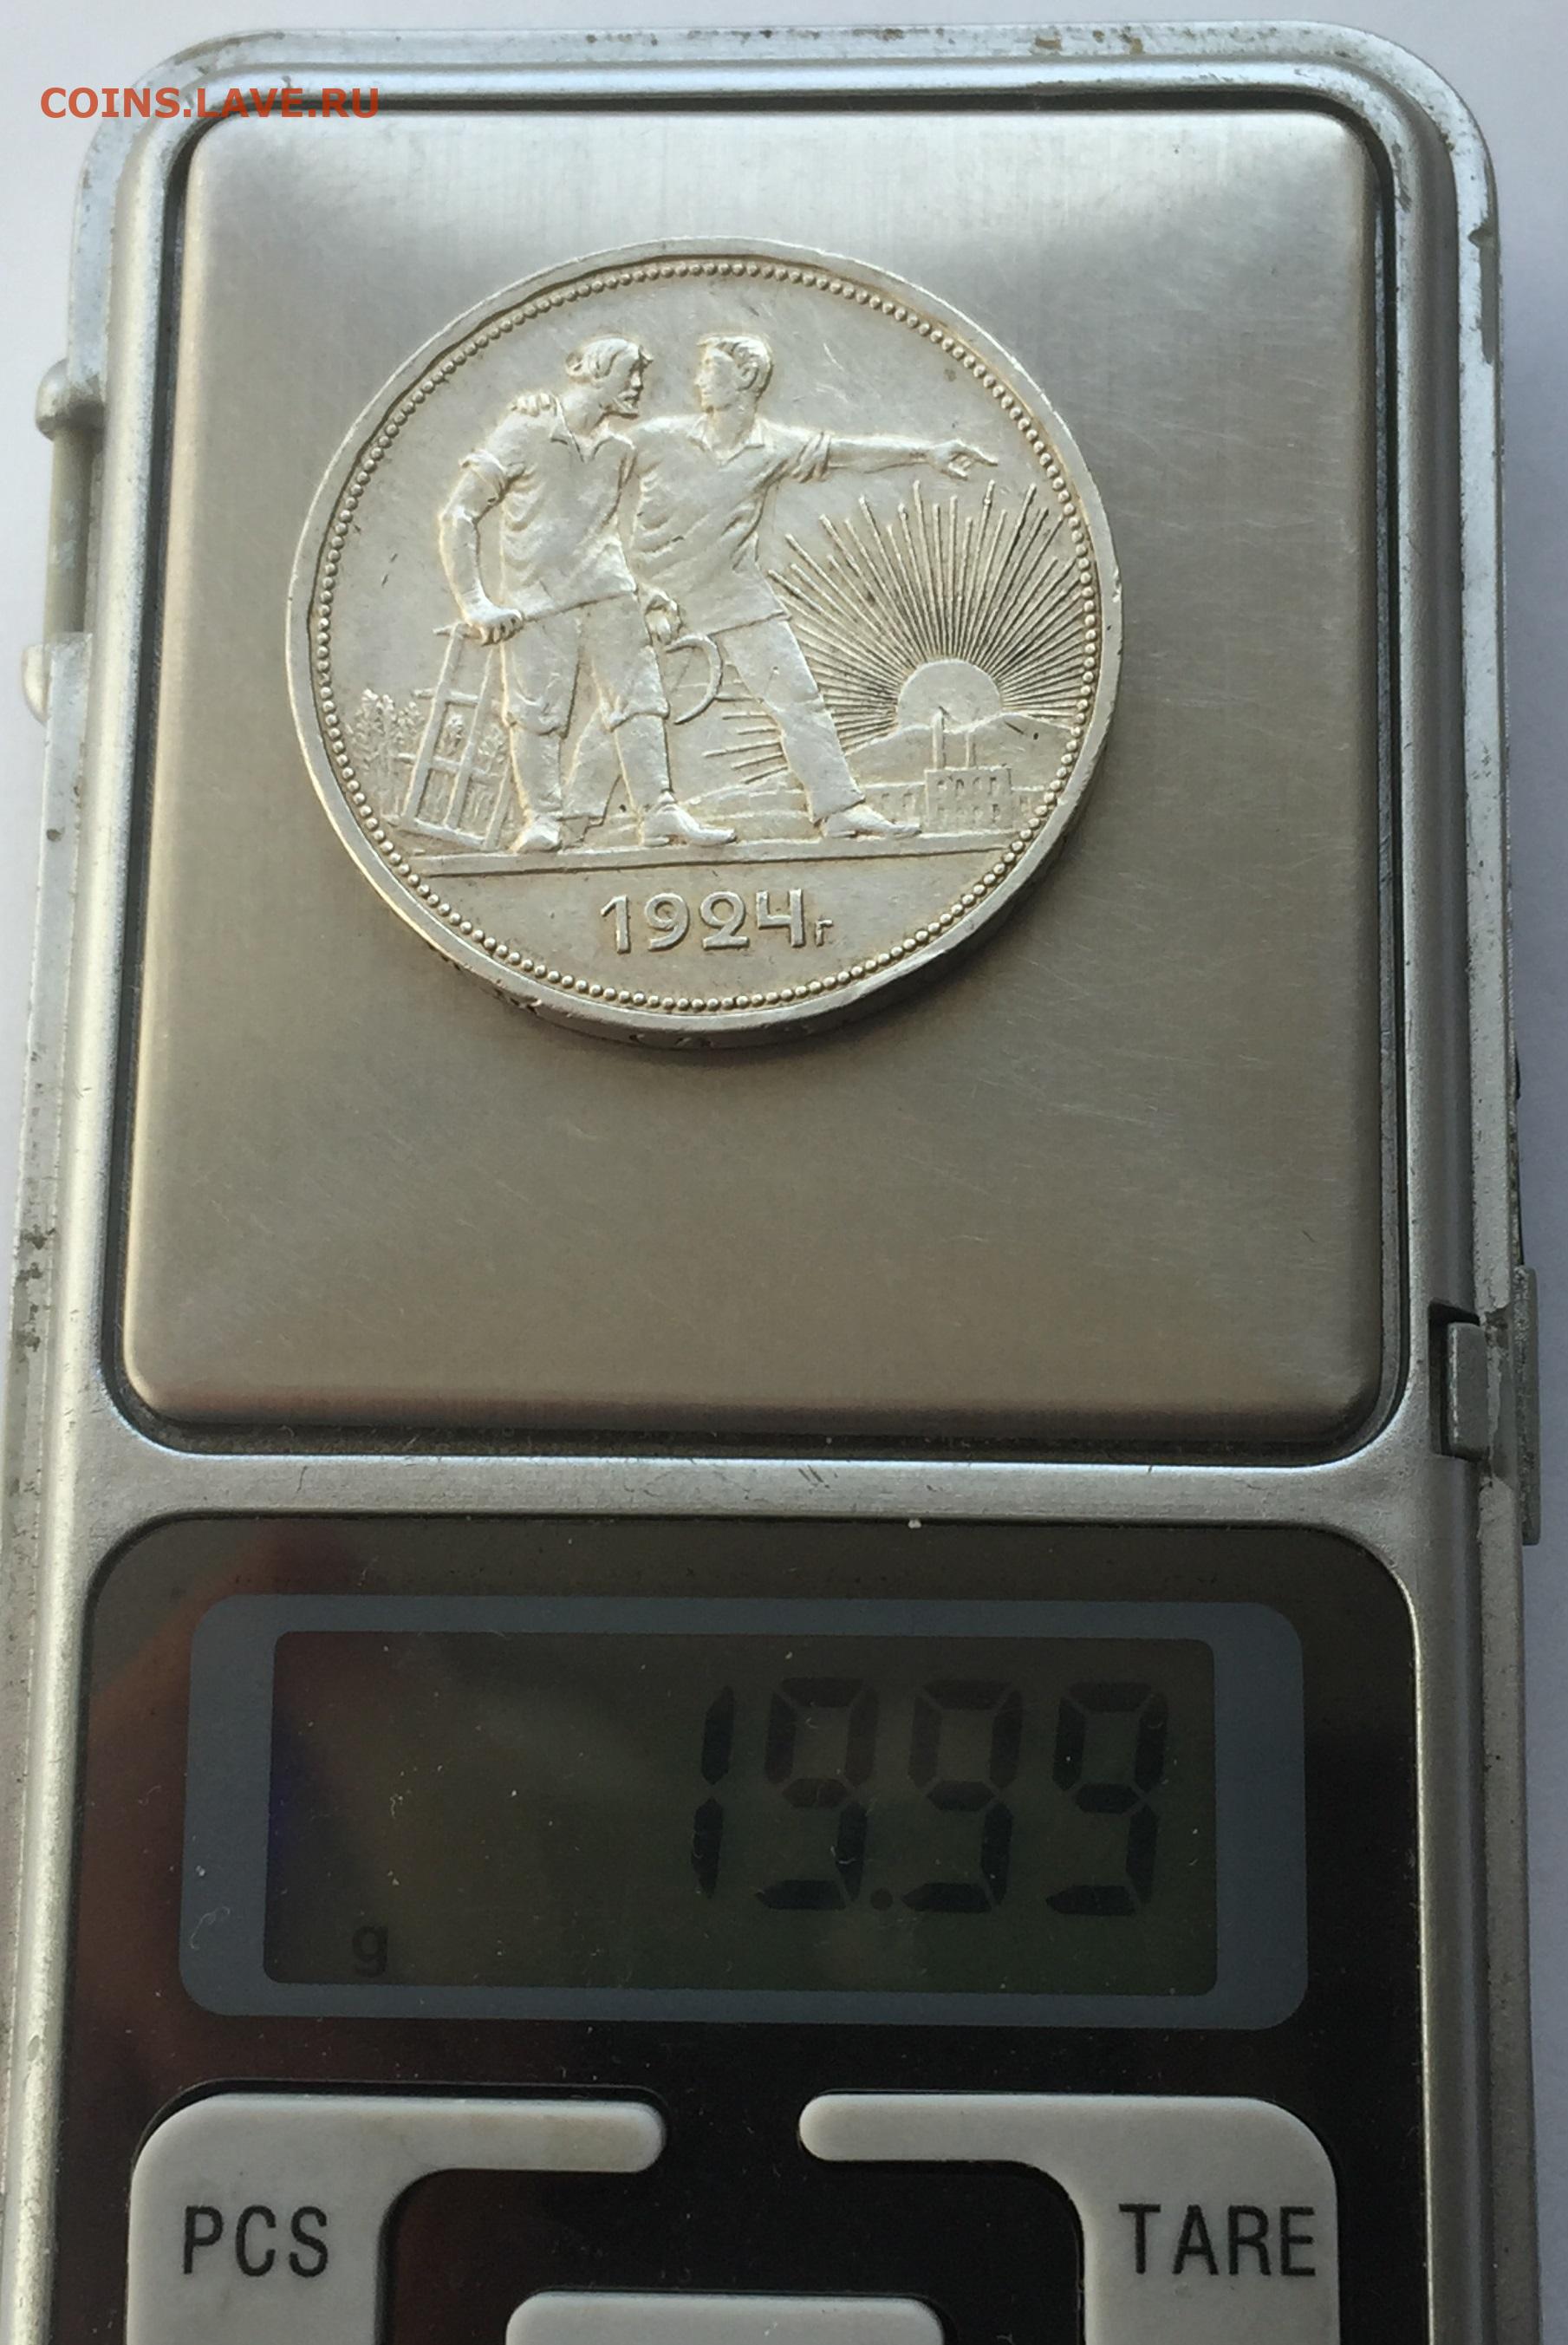 COINS.LAVE.RU
1924г
19.99
g
PCS
TARE